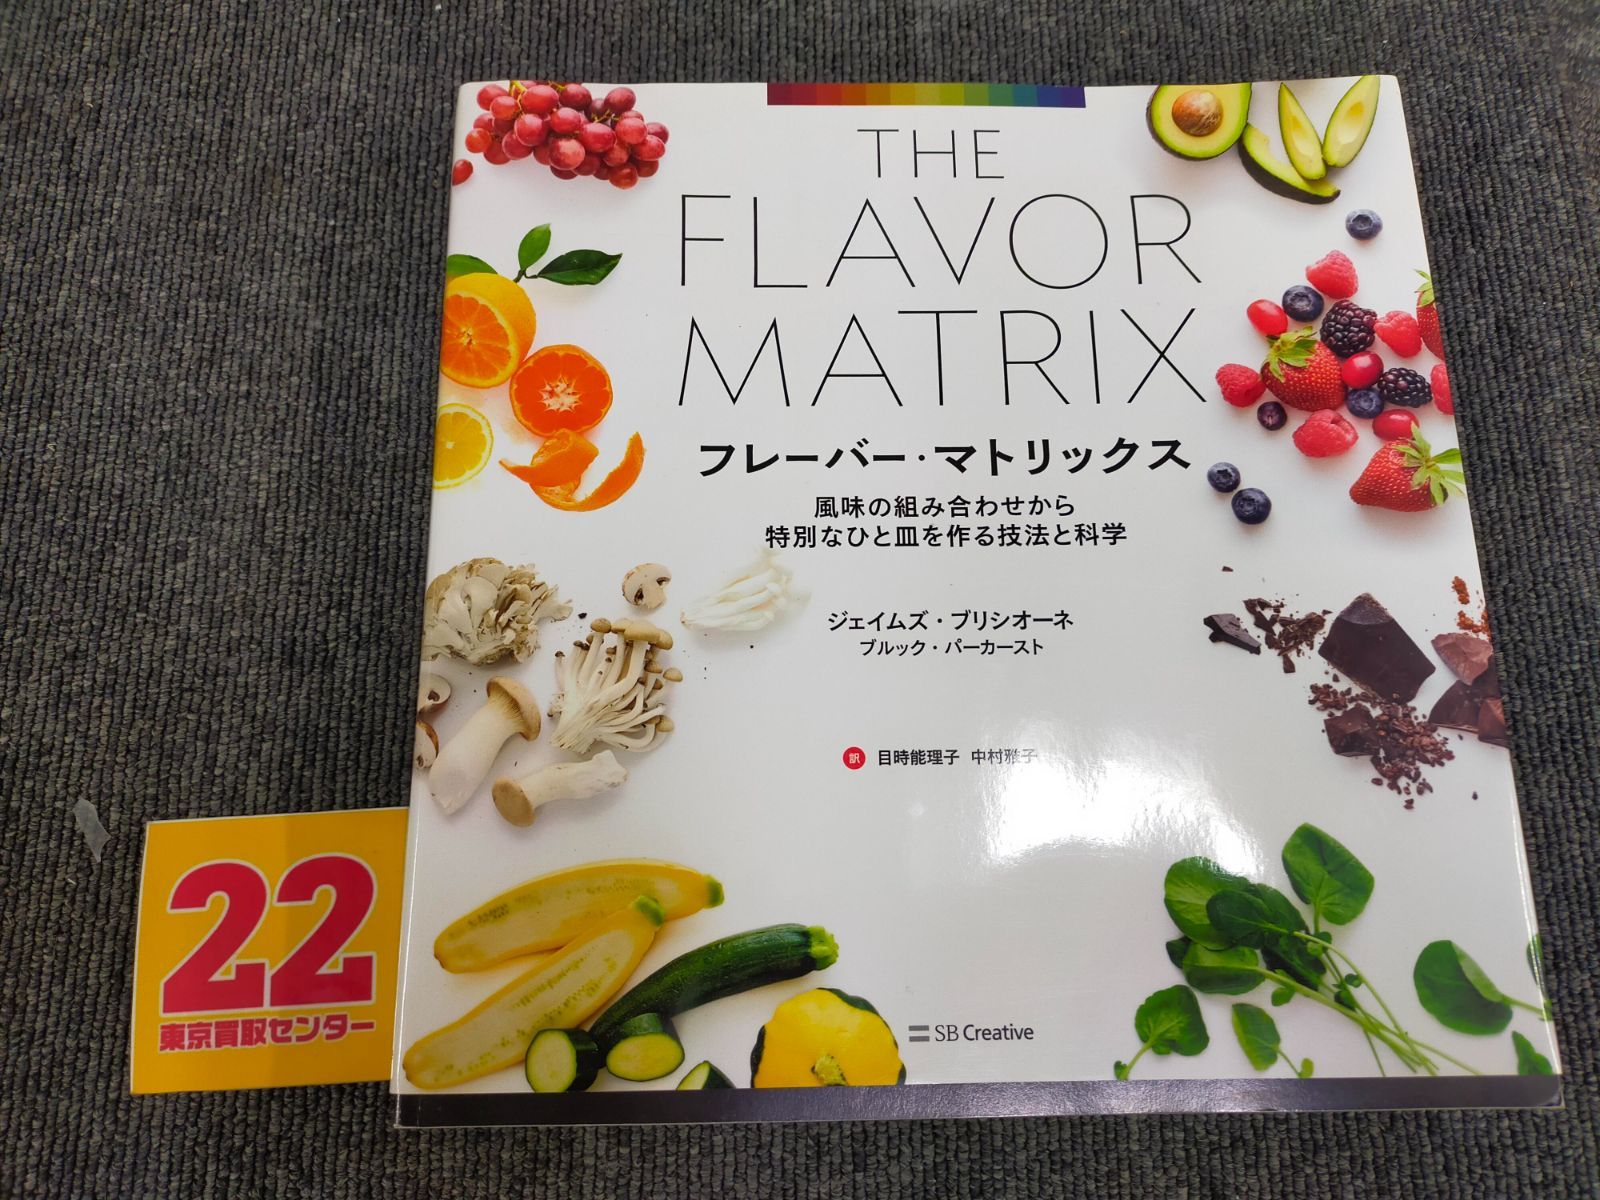 THE
FLAVOR
MATRIX
フレーバー・マトリックス
風味の組み合わせから
特別なひと皿を作る技法と科学
ジェイムズ・ブリシオーネ
ブルック・パーカースト
訳 目時能理子 中村雅子
SB Creative
22
東京買取センター